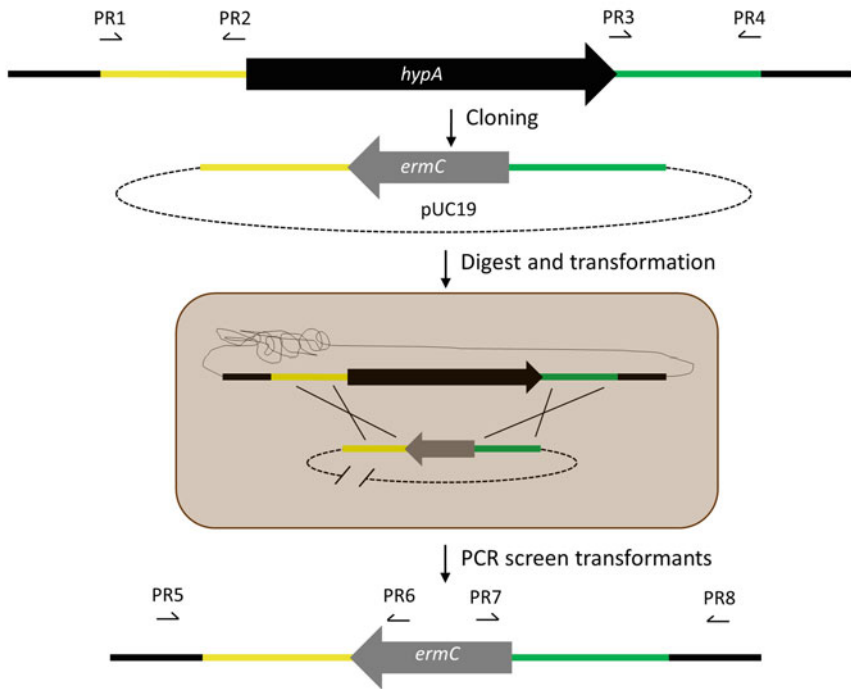 PR1 PR2 PR3 PR4
hypA
Cloning
ermC
pUC19
Digest and transformation
PCR screen transformants
PR5 PR6 PR7 PR8
ermC